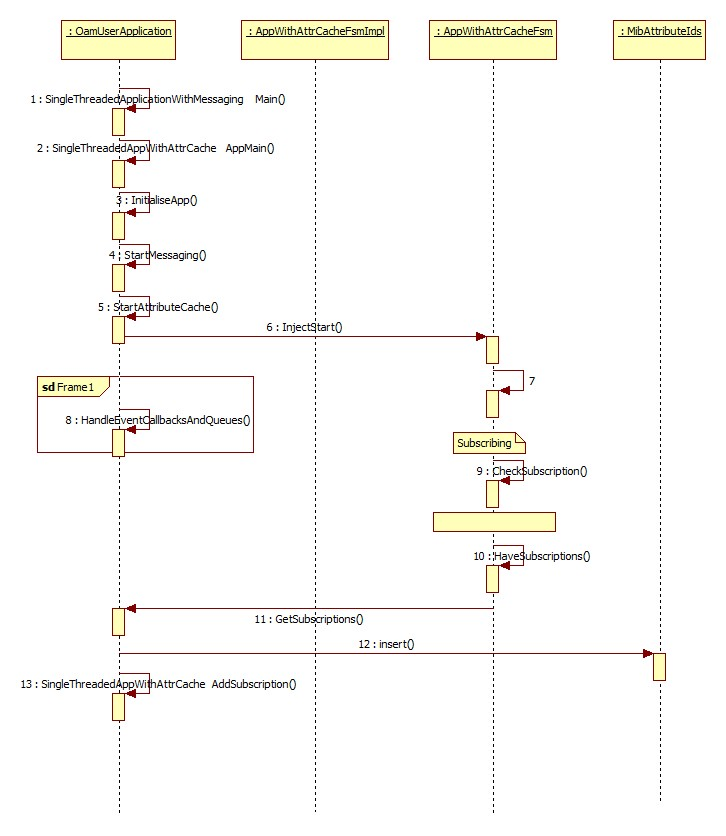 : OamUserApplication
: AppWithAttrCacheFsmImpl
: AppWithAttrCacheFsm
: MibAttributeIds
1 : SingleThreadedApplicationWithMessaging Main()
2 : SingleThreadedAppWithAttrCache AppMain()
3 : InitialiseApp()
4 : StartMessaging()
5 : StartAttributeCache()
6 : InjectStart()
7
sd Frame1
8 : HandleEventCallbacksAndQueues()
Subscribing
9 : CheckSubscription()
10 : HaveSubscriptions()
11 : GetSubscriptions()
12 : insert()
13 : SingleThreadedAppWithAttrCache AddSubscription()